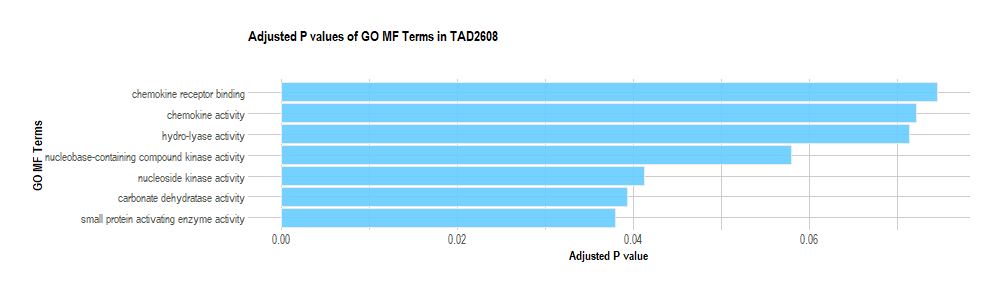 Adjusted P values of GO MF Terms in TAD2608
GO MF Terms
chemokine receptor binding
chemokine activity
hydro-lyase activity
nucleobase-containing compound kinase activity
nucleoside kinase activity
carbonate dehydratase activity
small protein activating enzyme activity
0.00 0.02 0.04 0.06
Adjusted P value